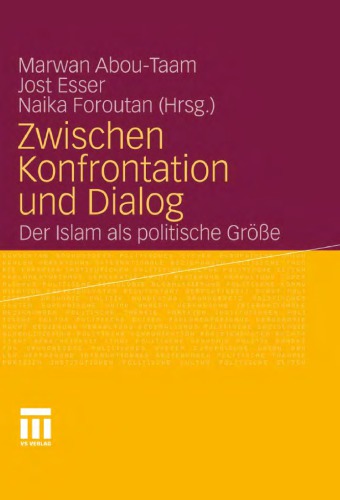 Marwan Abou-Taam
Jost Esser
Naika Foroutan (Hrsg.)
Zwischen
Konfrontation
und Dialog
Der Islam als politische Größe
VS VERLAG